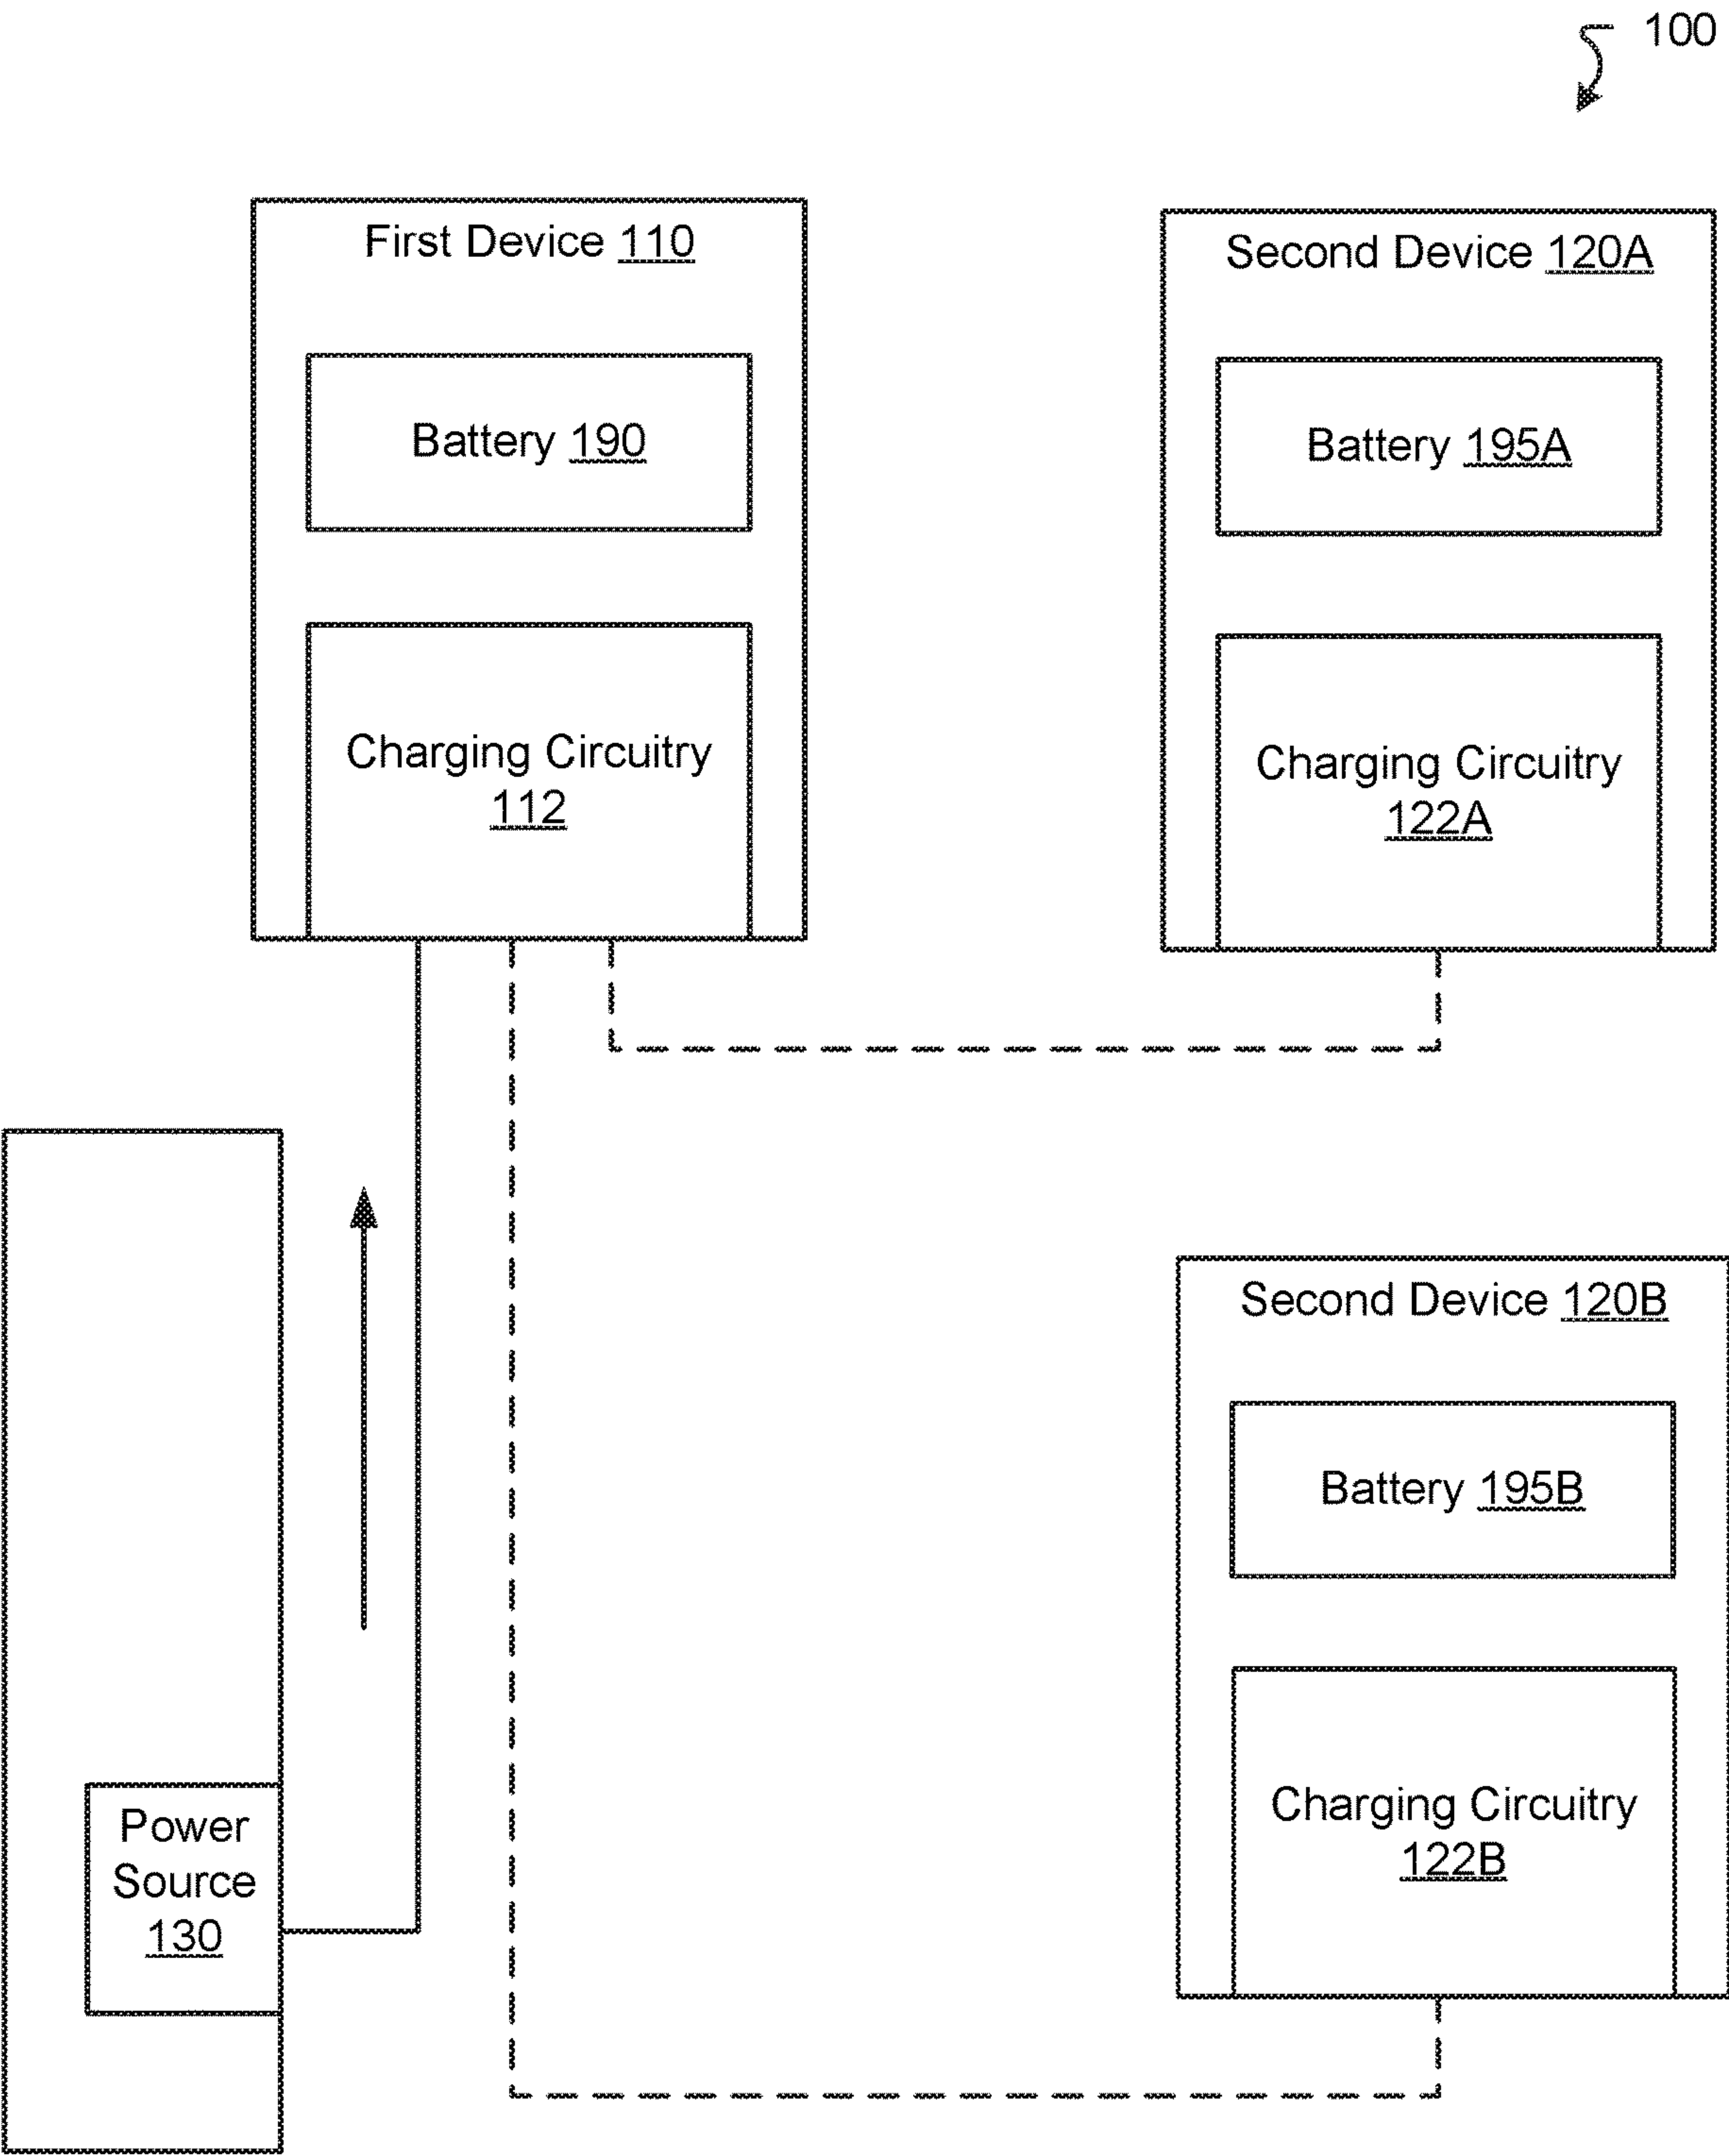 100
First Device 110
Battery 190
Charging Circuitry
112
Second Device 120A
Battery 195A
Charging Circuitry
122A
Power
Source
130
Second Device 120B
Battery 195B
Charging Circuitry
122B